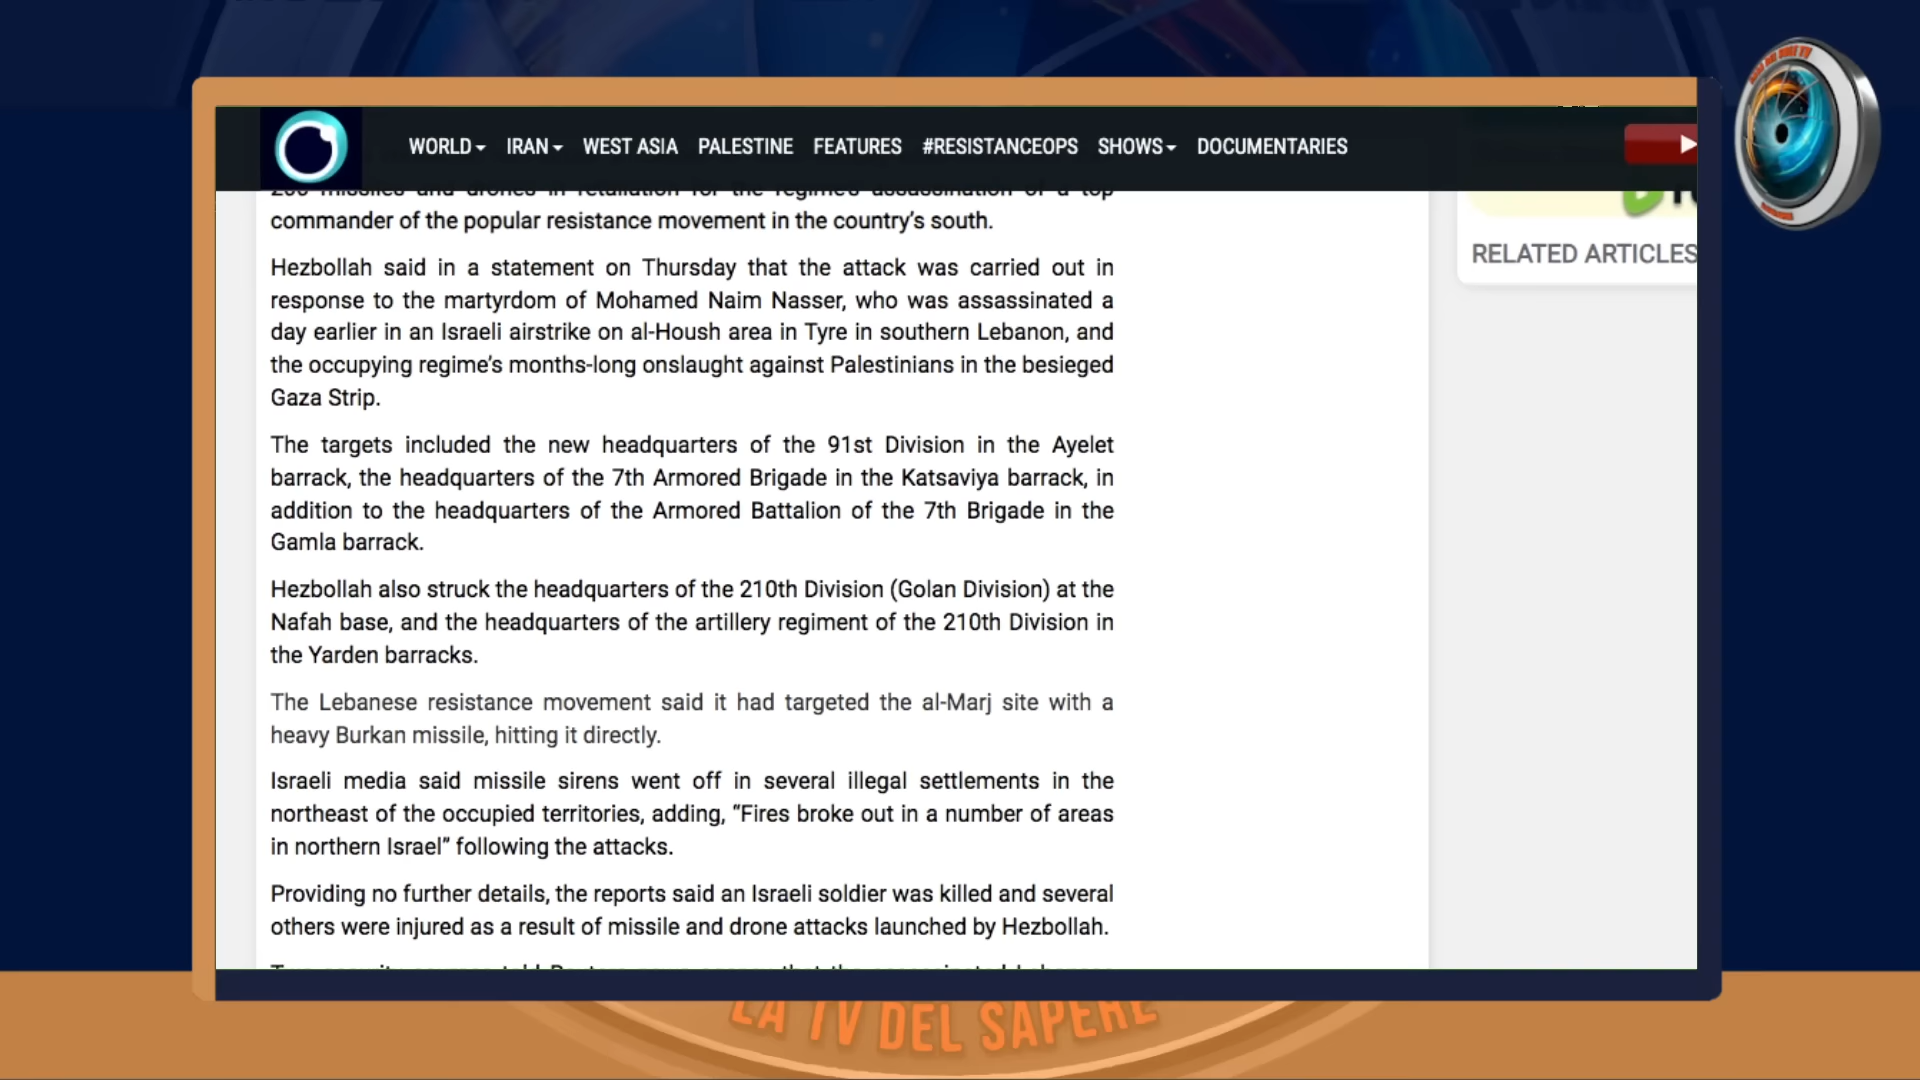 WORLD IRAN WEST ASIA PALESTINE FEATURES #RESISTANCEOPS SHOWS DOCUMENTARIES
200 missiles and drones in retaliation for the regime's assassination of a top
commander of the popular resistance movement in the country's south.
Hezbollah said in a statement on Thursday that the attack was carried out in
response to the martyrdom of Mohamed Naim Nasser, who was assassinated a
day earlier in an Israeli airstrike on al-Housh area in Tyre in southern Lebanon, and
the occupying regime's months-long onslaught against Palestinians in the besieged
Gaza Strip.
The targets included the new headquarters of the 91st Division in the Ayelet
barrack, the headquarters of the 7th Armored Brigade in the Katsaviya barrack, in
addition to the headquarters of the Armored Battalion of the 7th Brigade in the
Gamla barrack.
Hezbollah also struck the headquarters of the 210th Division (Golan Division) at the
Nafah base, and the headquarters of the artillery regiment of the 210th Division in
the Yarden barracks.
The Lebanese resistance movement said it had targeted the al-Marj site with a
heavy Burkan missile, hitting it directly.
Israeli media said missile sirens went off in several illegal settlements in the
northeast of the occupied territories, adding, “Fires broke out in a number of areas
in northern Israel” following the attacks.
Providing no further details, the reports said an Israeli soldier was killed and several
others were injured as a result of missile and drone attacks launched by Hezbollah.
RELATED ARTICLES
LA TV DEL SAPERE